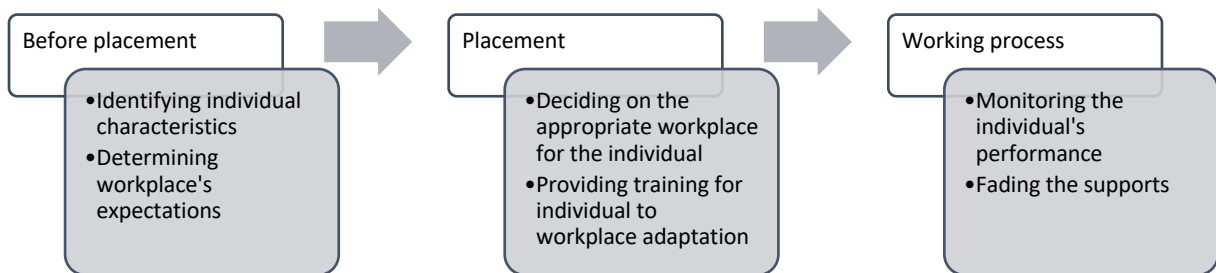 Before placement
•Identifying individual
characteristics
•Determining
workplace's
expectations
Placement
•Deciding on the
appropriate workplace
for the individual
•Providing training for
individual to
workplace adaptation
Working process
•Monitoring the
individual's
performance
•Fading the supports